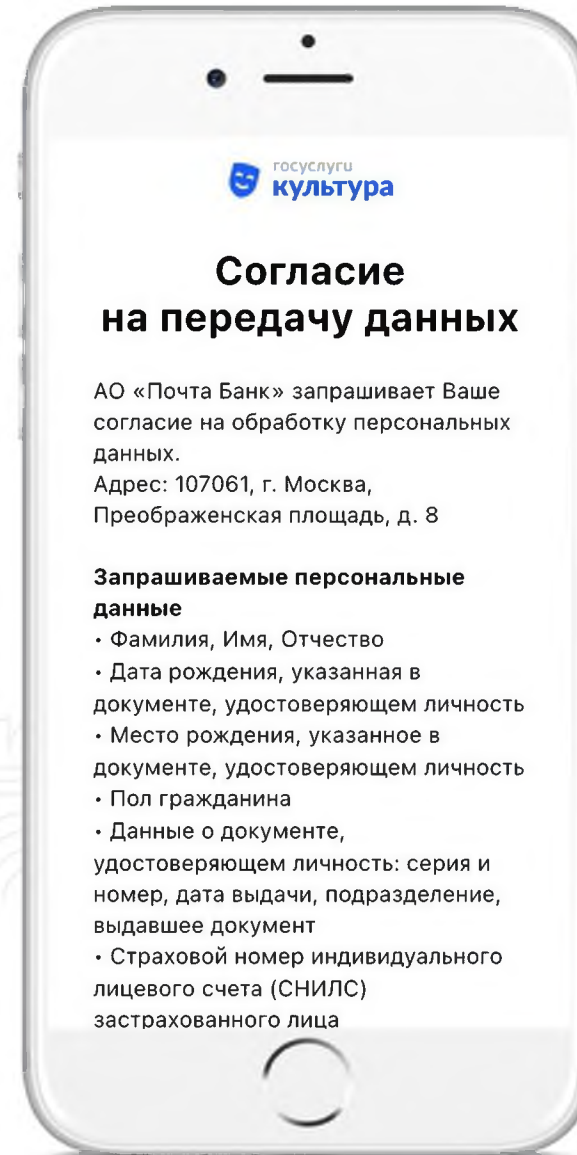 госуслуги
культура
Согласие
на передачу данных
АО «Почта Банк» запрашивает Ваше
согласие на обработку персональных
данных.
Адрес: 107061, г. Москва,
Преображенская площадь, д. 8
Запрашиваемые персональные
данные
• Фамилия, Имя, Отчество
• Дата рождения, указанная в
документе, удостоверяющем личность
• Место рождения, указанное в
документе, удостоверяющем личность
• Пол гражданина
• Данные о документе,
удостоверяющем личность: серия и
номер, дата выдачи, подразделение,
выдавшее документ
• Страховой номер индивидуального
лицевого счета (СНИЛС)
застрахованного лица